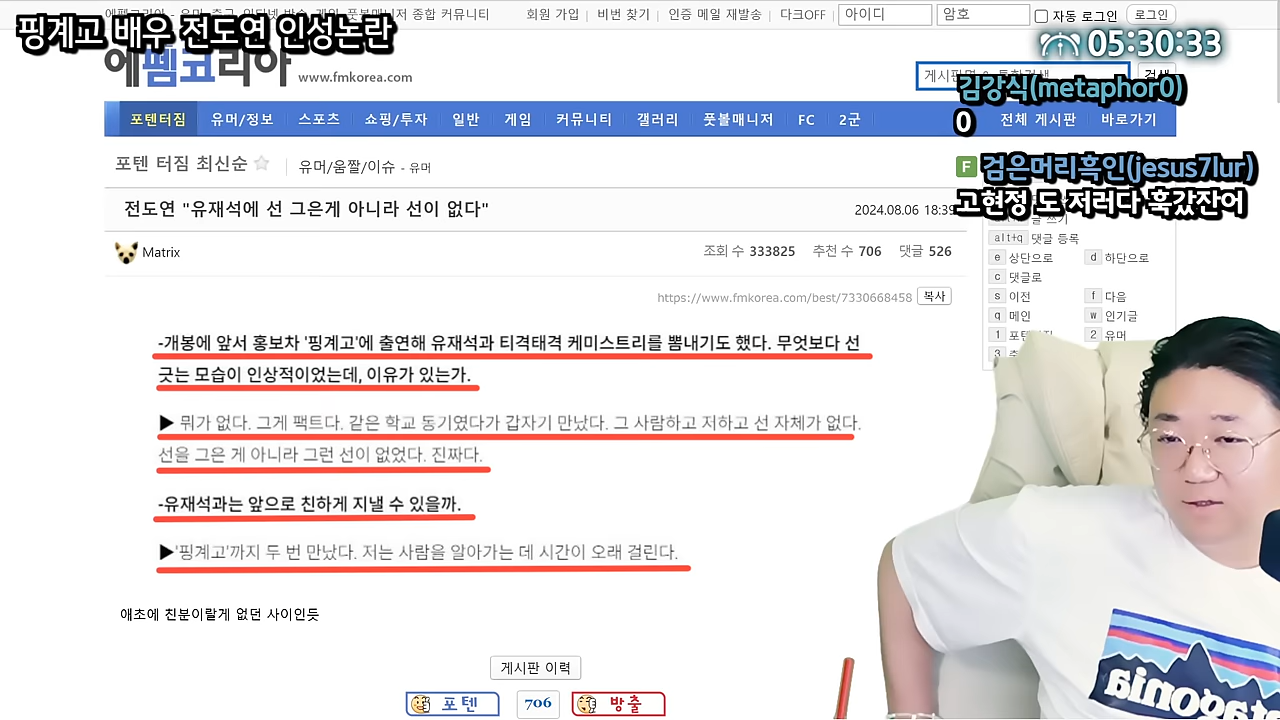 핑계고 배우 전도연 인성논란
회원 가입 | 비번 찾기 | 인증 메일 재발송 | 다크OFF 아이디 암호 자동 로그인 로그인
05:30:33
에펨코리아 www.fmkorea.com
김강식(metaphor0)
0
포텐터짐 유머/정보 스포츠 쇼핑/투자 일반 게임 커뮤니티 갤러리 풋볼매니저 FC 2군 전체 게시판 바로가기
포텐 터짐 최신순 유머/움짤/이슈 - 유머
F 검은머리흑인(jesus7lur)
고현정 도 저러다 훅갔잔어
전도연 "유재석에 선 그은게 아니라 선이 없다" 2024.08.06 18:39
글 쓰기
alt+q 댓글 등록
Matrix 조회 수 333825 추천 수 706 댓글 526
e 상단으로 d 하단으로
c 댓글로
https://www.fmkorea.com/best/7330668458 복사
s 이전 f 다음
q 메인 w 인기글
1 2 유머
3
-개봉에 앞서 홍보차 '핑계고'에 출연해 유재석과 티격태격 케미스트리를 뽐내기도 했다. 무엇보다 선
긋는 모습이 인상적이었는데, 이유가 있는가.
▶ 뭐가 없다. 그게 팩트다. 같은 학교 동기였다가 갑자기 만났다. 그 사람하고 저하고 선 자체가 없다.
선을 그은 게 아니라 그런 선이 없었다. 진짜다.
-유재석과는 앞으로 친하게 지낼 수 있을까.
▶'핑계고'까지 두 번 만났다. 저는 사람을 알아가는 데 시간이 오래 걸린다.
애초에 친분이랄게 없던 사이인듯
게시판 이력
포텐 706 방출
patagonia